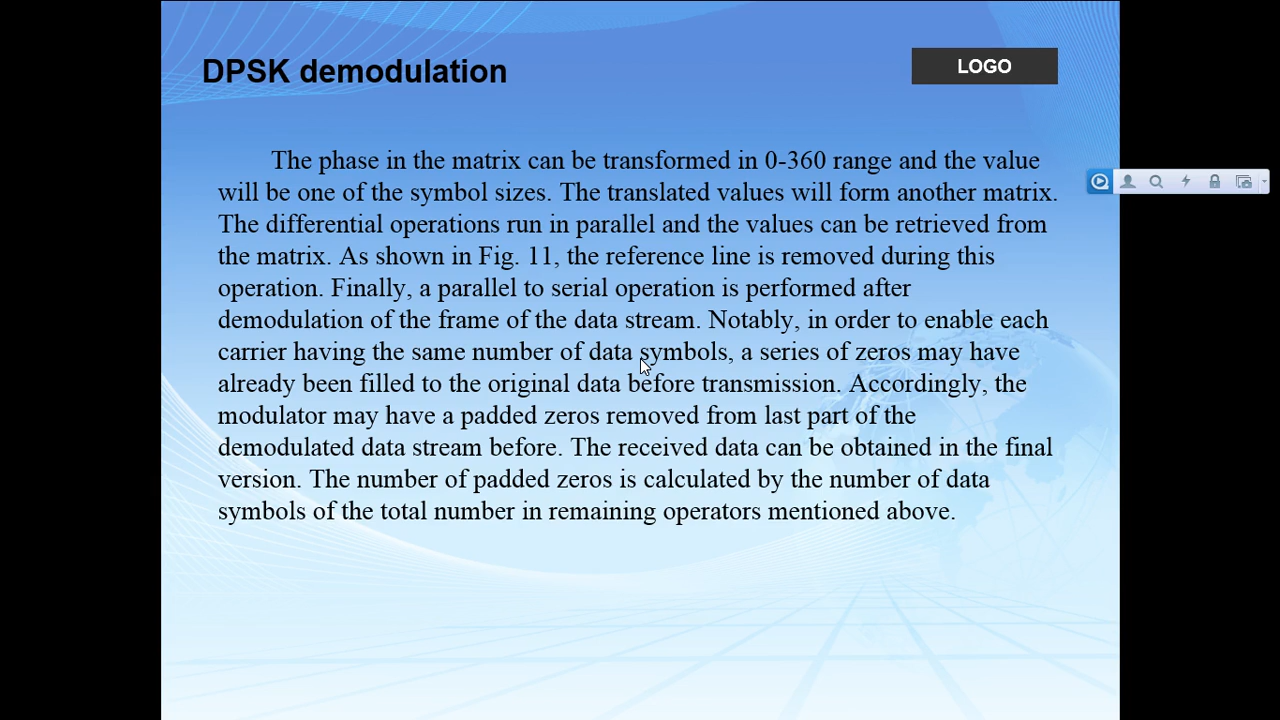 DPSK demodulation
LOGO
The phase in the matrix can be transformed in 0-360 range and the value
will be one of the symbol sizes. The translated values will form another matrix.
The differential operations run in parallel and the values can be retrieved from
the matrix. As shown in Fig. 11, the reference line is removed during this
operation. Finally, a parallel to serial operation is performed after
demodulation of the frame of the data stream. Notably, in order to enable each
carrier having the same number of data symbols, a series of zeros may have
already been filled to the original data before transmission. Accordingly, the
modulator may have a padded zeros removed from last part of the
demodulated data stream before. The received data can be obtained in the final
version. The number of padded zeros is calculated by the number of data
symbols of the total number in remaining operators mentioned above.